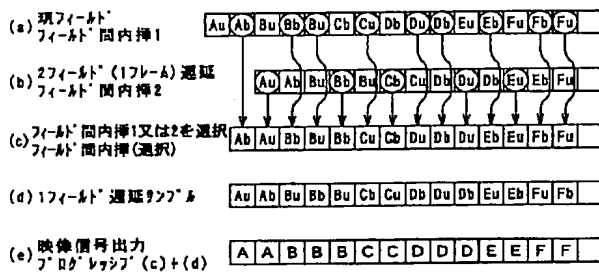 (a) 現フィールド
フィールド間内挿1
Au Ab Bu Bb Bu Cb Cu Db Du Db Eu Eb Fu Fb Fu
(b) 2フィールド(1フレーム)遅延
フィールド間内挿2
Au Ab Bu Bb Bu Cb Cu Db Du Db Eu Eb Fu
(c) フィールド間内挿1又は2を選択
フィールド間内挿(選択)
Ab Au Bb Bu Bb Cu Cb Cu Db Du Db Eu Fb Fu
(d) 1フィールド遅延サンプル
Au Ab Bu Bb Bu Cb Cu Db Du Du Eu Eb Fu Fb
(e) 映像信号出力
プログレッシブ(c)+(d)
A A B B B C C D D D E E F F